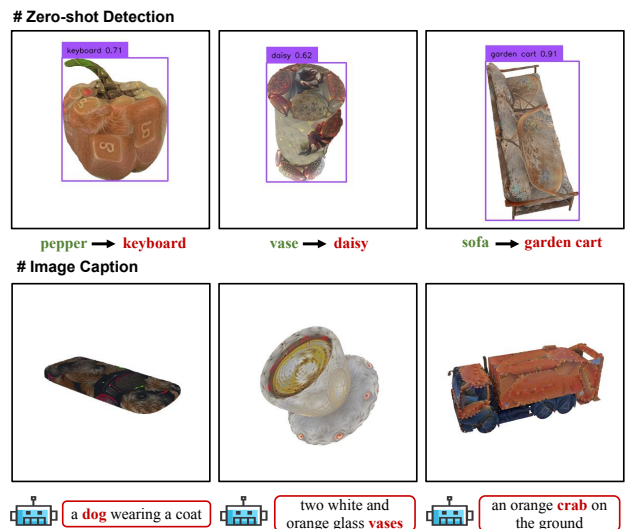 # Zero-shot Detection
keyboard 0.71
daisy 0.62
garden cart 0.91
pepper → keyboard
vase → daisy
sofa → garden cart
# Image Caption
a dog wearing a coat
two white and
orange glass vases
an orange crab on
the ground